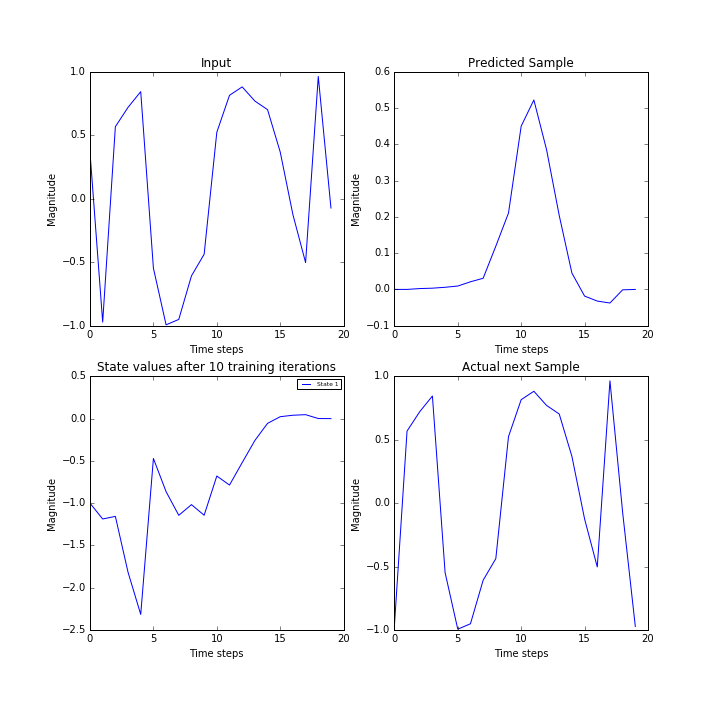 Input
Magnitude
1.0
0.5
0.0
−0.5
−1.0
0 5 10 15 20
Time steps
Predicted Sample
Magnitude
0.6
0.5
0.4
0.3
0.2
0.1
0.0
−0.1
0 5 10 15 20
Time steps
State values after 10 training iterations
Magnitude
0.5
0.0
−0.5
−1.0
−1.5
−2.0
−2.5
State 1
0 5 10 15 20
Time steps
Actual next Sample
Magnitude
1.0
0.5
0.0
−0.5
−1.0
0 5 10 15 20
Time steps